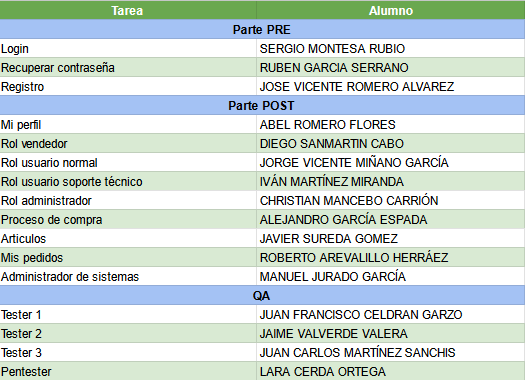 Tarea Alumno
Parte PRE
Login SERGIO MONTESA RUBIO
Recuperar contraseña RUBEN GARCIA SERRANO
Registro JOSE VICENTE ROMERO ALVAREZ
Parte POST
Mi perfil ABEL ROMERO FLORES
Rol vendedor DIEGO SANMARTIN CABO
Rol usuario normal JORGE VICENTE MIÑANO GARCÍA
Rol usuario soporte técnico IVÁN MARTÍNEZ MIRANDA
Rol administrador CHRISTIAN MANCEBO CARRIÓN
Proceso de compra ALEJANDRO GARCÍA ESPADA
Articulos JAVIER SUREDA GOMEZ
Mis pedidos ROBERTO AREVALILLO HERRÁEZ
Administrador de sistemas MANUEL JURADO GARCÍA
QA
Tester 1 JUAN FRANCISCO CELDRAN GARZO
Tester 2 JAIME VALVERDE VALERA
Tester 3 JUAN CARLOS MARTÍNEZ SANCHIS
Pentester LARA CERDA ORTEGA